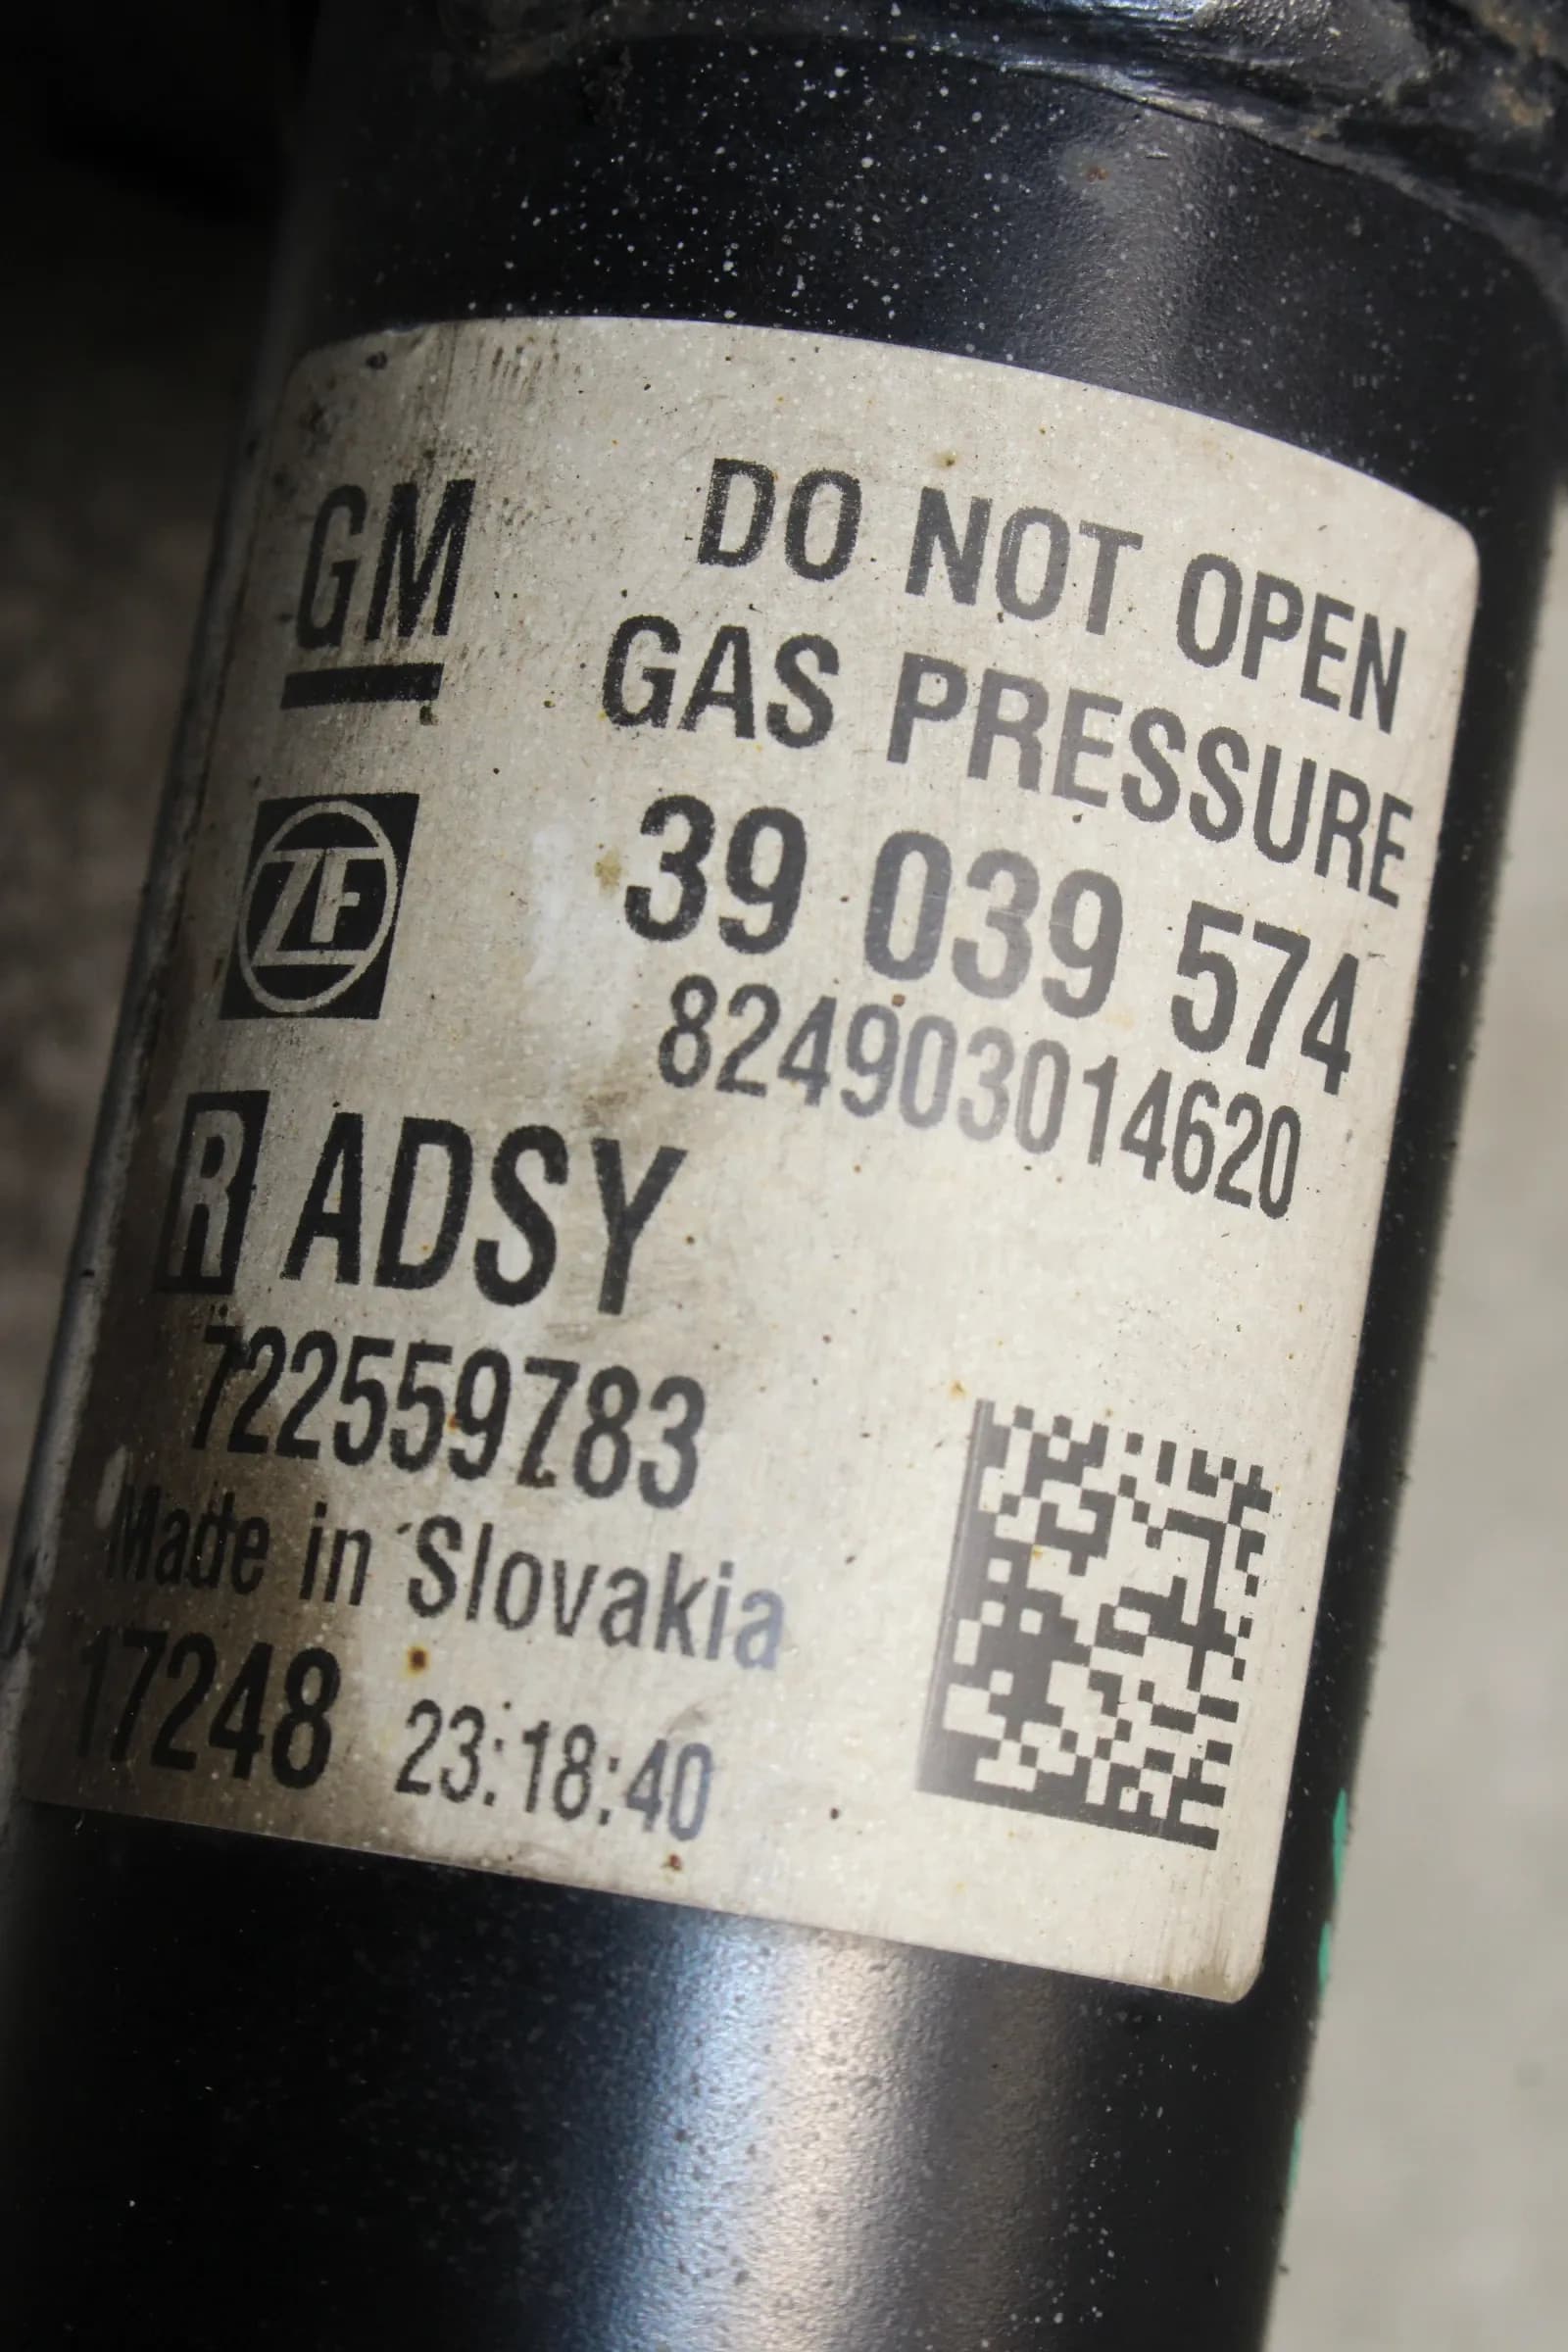 GM
DO NOT OPEN
GAS PRESSURE
ZF
39 039 574
824903014620
R ADSY
722559783
Made in Slovakia
17248 23:18:40